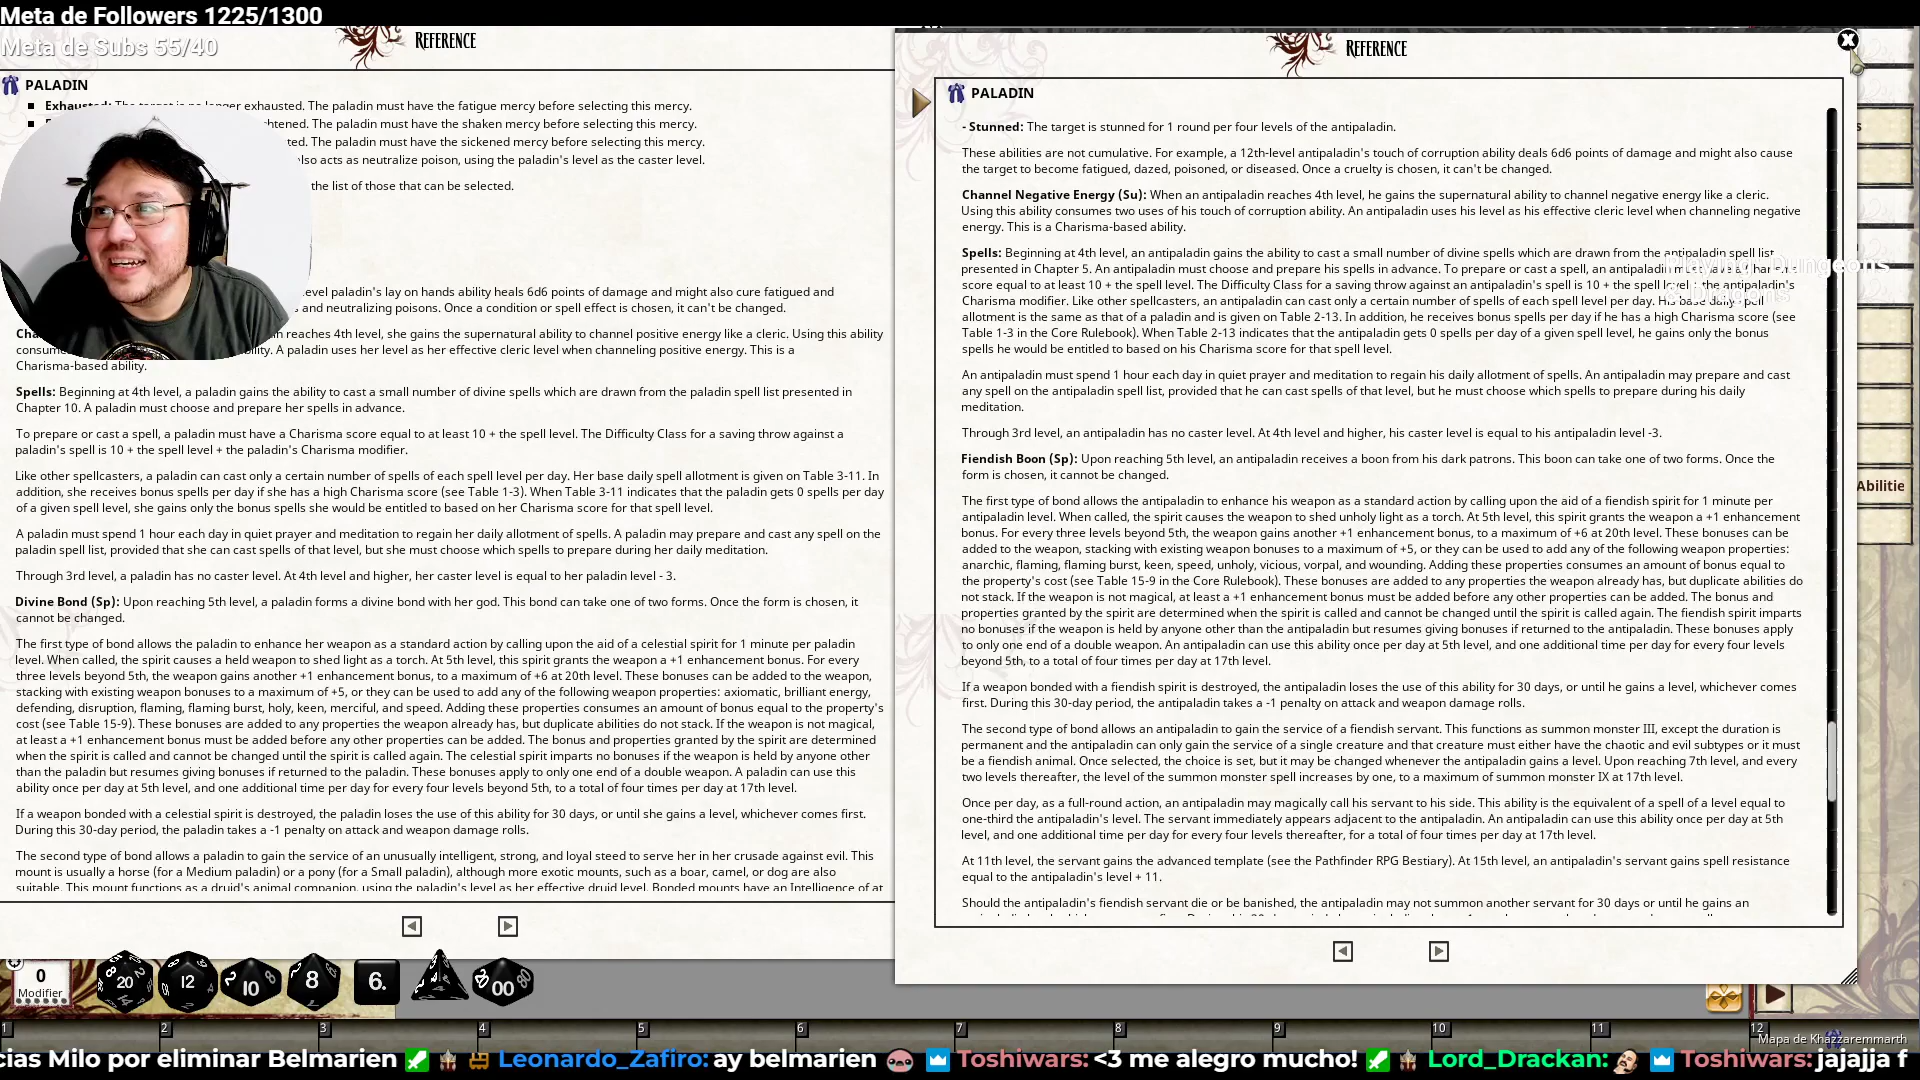 Meta de Followers 1225/1300
Meta de Subs 55/40
REFERENCE
PALADIN
Exhausted: The target is no longer exhausted. The paladin must have the fatigue mercy before selecting this mercy.
htened. The paladin must have the shaken mercy before selecting this mercy.
ted. The paladin must have the sickened mercy before selecting this mercy.
lso acts as neutralize poison, using the paladin's level as the caster level.
the list of those that can be selected.
evel paladin's lay on hands ability heals 6d6 points of damage and might also cure fatigued and
s and neutralizing poisons. Once a condition or spell effect is chosen, it can't be changed.
n reaches 4th level, she gains the supernatural ability to channel positive energy like a cleric. Using this ability
consume bility. A paladin uses her level as her effective cleric level when channeling positive energy. This is a
Charisma-based ability.
Spells: Beginning at 4th level, a paladin gains the ability to cast a small number of divine spells which are drawn from the paladin spell list presented in
Chapter 10. A paladin must choose and prepare her spells in advance.
To prepare or cast a spell, a paladin must have a Charisma score equal to at least 10 + the spell level. The Difficulty Class for a saving throw against a
paladin's spell is 10 + the spell level + the paladin's Charisma modifier.
Like other spellcasters, a paladin can cast only a certain number of spells of each spell level per day. Her base daily spell allotment is given on Table 3-11. In
addition, she receives bonus spells per day if she has a high Charisma score (see Table 1-3). When Table 3-11 indicates that the paladin gets 0 spells per day
of a given spell level, she gains only the bonus spells she would be entitled to based on her Charisma score for that spell level.
A paladin must spend 1 hour each day in quiet prayer and meditation to regain her daily allotment of spells. A paladin may prepare and cast any spell on the
paladin spell list, provided that she can cast spells of that level, but she must choose which spells to prepare during her daily meditation.
Through 3rd level, a paladin has no caster level. At 4th level and higher, her caster level is equal to her paladin level - 3.
Divine Bond (Sp): Upon reaching 5th level, a paladin forms a divine bond with her god. This bond can take one of two forms. Once the form is chosen, it
cannot be changed.
The first type of bond allows the paladin to enhance her weapon as a standard action by calling upon the aid of a celestial spirit for 1 minute per paladin
level. When called, the spirit causes a held weapon to shed light as a torch. At 5th level, this spirit grants the weapon a +1 enhancement bonus. For every
three levels beyond 5th, the weapon gains another +1 enhancement bonus, to a maximum of +6 at 20th level. These bonuses can be added to the weapon,
stacking with existing weapon bonuses to a maximum of +5, or they can be used to add any of the following weapon properties: axiomatic, brilliant energy,
defending, disruption, flaming, flaming burst, holy, keen, merciful, and speed. Adding these properties consumes an amount of bonus equal to the property's
cost (see Table 15-9). These bonuses are added to any properties the weapon already has, but duplicate abilities do not stack. If the weapon is not magical,
at least a +1 enhancement bonus must be added before any other properties can be added. The bonus and properties granted by the spirit are determined
when the spirit is called and cannot be changed until the spirit is called again. The celestial spirit imparts no bonuses if the weapon is held by anyone other
than the paladin but resumes giving bonuses if returned to the paladin. These bonuses apply to only one end of a double weapon. A paladin can use this
ability once per day at 5th level, and one additional time per day for every four levels beyond 5th, to a total of four times per day at 17th level.
If a weapon bonded with a celestial spirit is destroyed, the paladin loses the use of this ability for 30 days, or until she gains a level, whichever comes first.
During this 30-day period, the paladin takes a -1 penalty on attack and weapon damage rolls.
The second type of bond allows a paladin to gain the service of an unusually intelligent, strong, and loyal steed to serve her in her crusade against evil. This
mount is usually a horse (for a Medium paladin) or a pony (for a Small paladin), although more exotic mounts, such as a boar, camel, or dog are also
suitable. This mount functions as a druid's animal companion, using the paladin's level as her effective druid level. Bonded mounts have an Intelligence of at
REFERENCE
PALADIN
- Stunned: The target is stunned for 1 round per four levels of the antipaladin.
These abilities are not cumulative. For example, a 12th-level antipaladin's touch of corruption ability deals 6d6 points of damage and might also cause
the target to become fatigued, dazed, poisoned, or diseased. Once a cruelty is chosen, it can't be changed.
Channel Negative Energy (Su): When an antipaladin reaches 4th level, he gains the supernatural ability to channel negative energy like a cleric.
Using this ability consumes two uses of his touch of corruption ability. An antipaladin uses his level as his effective cleric level when channeling negative
energy. This is a Charisma-based ability.
Spells: Beginning at 4th level, an antipaladin gains the ability to cast a small number of divine spells which are drawn from the antipaladin spell list
presented in Chapter 5. An antipaladin must choose and prepare his spells in advance. To prepare or cast a spell, an antipaladin must have a
score equal to at least 10 + the spell level. The Difficulty Class for a saving throw against an antipaladin's spell is 10 + the spell level + the antipaladin's
Charisma modifier. Like other spellcasters, an antipaladin can cast only a certain number of spells of each spell level per day. His base daily spell
allotment is the same as that of a paladin and is given on Table 2-13. In addition, he receives bonus spells per day if he has a high Charisma score (see
Table 1-3 in the Core Rulebook). When Table 2-13 indicates that the antipaladin gets 0 spells per day of a given spell level, he gains only the bonus
spells he would be entitled to based on his Charisma score for that spell level.
Playing: Dungeons
& Dragons
An antipaladin must spend 1 hour each day in quiet prayer and meditation to regain his daily allotment of spells. An antipaladin may prepare and cast
any spell on the antipaladin spell list, provided that he can cast spells of that level, but he must choose which spells to prepare during his daily
meditation.
Through 3rd level, an antipaladin has no caster level. At 4th level and higher, his caster level is equal to his antipaladin level -3.
Fiendish Boon (Sp): Upon reaching 5th level, an antipaladin receives a boon from his dark patrons. This boon can take one of two forms. Once the
form is chosen, it cannot be changed.
The first type of bond allows the antipaladin to enhance his weapon as a standard action by calling upon the aid of a fiendish spirit for 1 minute per
antipaladin level. When called, the spirit causes the weapon to shed unholy light as a torch. At 5th level, this spirit grants the weapon a +1 enhancement
bonus. For every three levels beyond 5th, the weapon gains another +1 enhancement bonus, to a maximum of +6 at 20th level. These bonuses can be
added to the weapon, stacking with existing weapon bonuses to a maximum of +5, or they can be used to add any of the following weapon properties:
anarchic, flaming, flaming burst, keen, speed, unholy, vicious, vorpal, and wounding. Adding these properties consumes an amount of bonus equal to
the property's cost (see Table 15-9 in the Core Rulebook). These bonuses are added to any properties the weapon already has, but duplicate abilities do
not stack. If the weapon is not magical, at least a +1 enhancement bonus must be added before any other properties can be added. The bonus and
properties granted by the spirit are determined when the spirit is called and cannot be changed until the spirit is called again. The fiendish spirit imparts
no bonuses if the weapon is held by anyone other than the antipaladin but resumes giving bonuses if returned to the antipaladin. These bonuses apply
to only one end of a double weapon. An antipaladin can use this ability once per day at 5th level, and one additional time per day for every four levels
beyond 5th, to a total of four times per day at 17th level.
If a weapon bonded with a fiendish spirit is destroyed, the antipaladin loses the use of this ability for 30 days, or until he gains a level, whichever comes
first. During this 30-day period, the antipaladin takes a -1 penalty on attack and weapon damage rolls.
The second type of bond allows an antipaladin to gain the service of a fiendish servant. This functions as summon monster III, except the duration is
permanent and the antipaladin can only gain the service of a single creature and that creature must either have the chaotic and evil subtypes or it must
be a fiendish animal. Once selected, the choice is set, but it may be changed whenever the antipaladin gains a level. Upon reaching 7th level, and every
two levels thereafter, the level of the summon monster spell increases by one, to a maximum of summon monster IX at 17th level.
Once per day, as a full-round action, an antipaladin may magically call his servant to his side. This ability is the equivalent of a spell of a level equal to
one-third the antipaladin's level. The servant immediately appears adjacent to the antipaladin. An antipaladin can use this ability once per day at 5th
level, and one additional time per day for every four levels thereafter, for a total of four times per day at 17th level.
At 11th level, the servant gains the advanced template (see the Pathfinder RPG Bestiary). At 15th level, an antipaladin's servant gains spell resistance
equal to the antipaladin's level + 11.
Should the antipaladin's fiendish servant die or be banished, the antipaladin may not summon another servant for 30 days or until he gains an
s
Abilitie
0
Modifier
20 12 10 8 6. 00
1 2 3 4 5 6 7 8 9 10 11 12
Mapa de Khazzaremmarth
cias Milo por eliminar Belmarien Leonardo_Zafiro: ay belmarien Toshiwars: <3 me alegro mucho! Lord_Drackan: Toshiwars: jajajja f